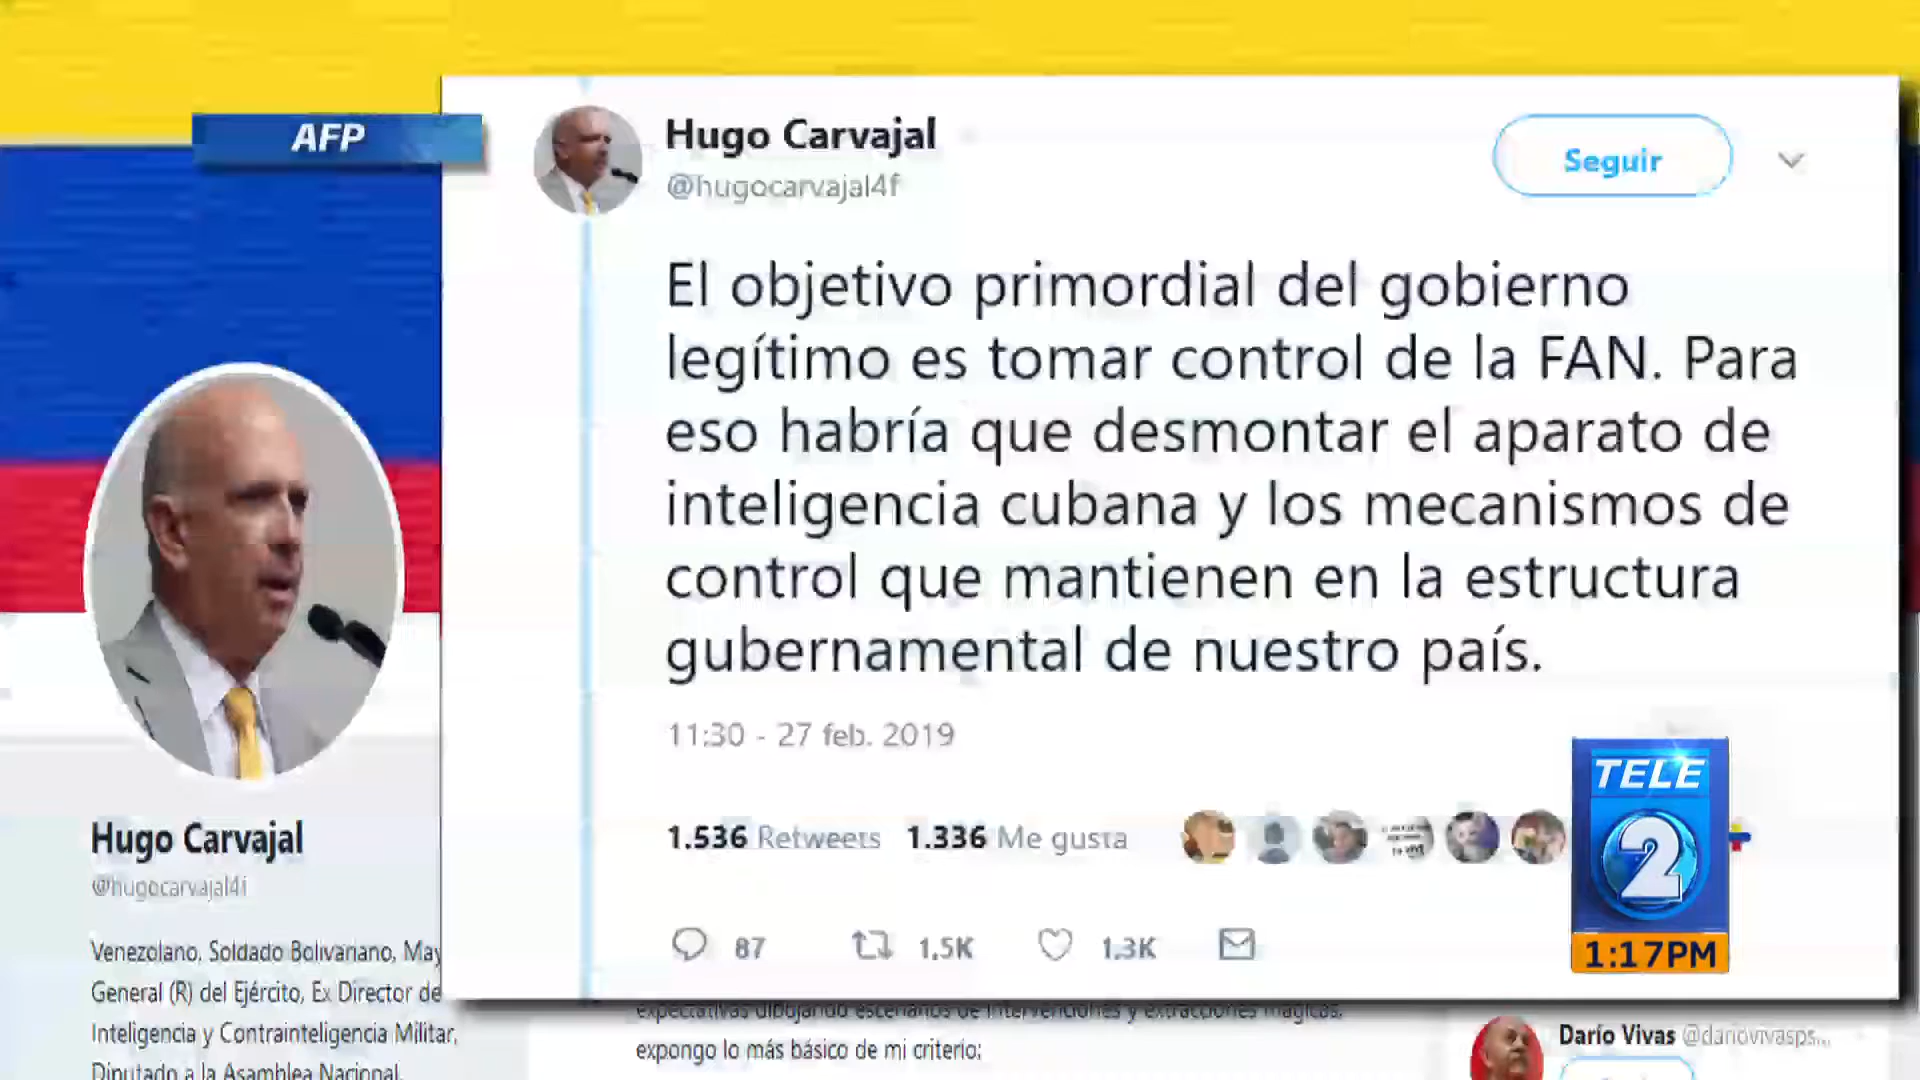 AFP
Hugo Carvajal
@hugocarvajal4f
Seguir
El objetivo primordial del gobierno
legítimo es tomar control de la FAN. Para
eso habría que desmontar el aparato de
inteligencia cubana y los mecanismos de
control que mantienen en la estructura
gubernamental de nuestro país.
11:30 - 27 feb. 2019
1.536 Retweets 1.336 Me gusta
87 1.5K 1.3K
TELE
2
1:17PM
Hugo Carvajal
@hugocarvajal4f
Venezolano, Soldado Bolivariano, May
General (R) del Ejército, Ex Director de
Inteligencia y Contrainteligencia Militar,
Diputado a la Asamblea Nacional.
expectativas dibujando escenarios de intervenciones y extracciones mágicas,
expongo lo más básico de mi criterio:
Darío Vivas @dariovivasps...